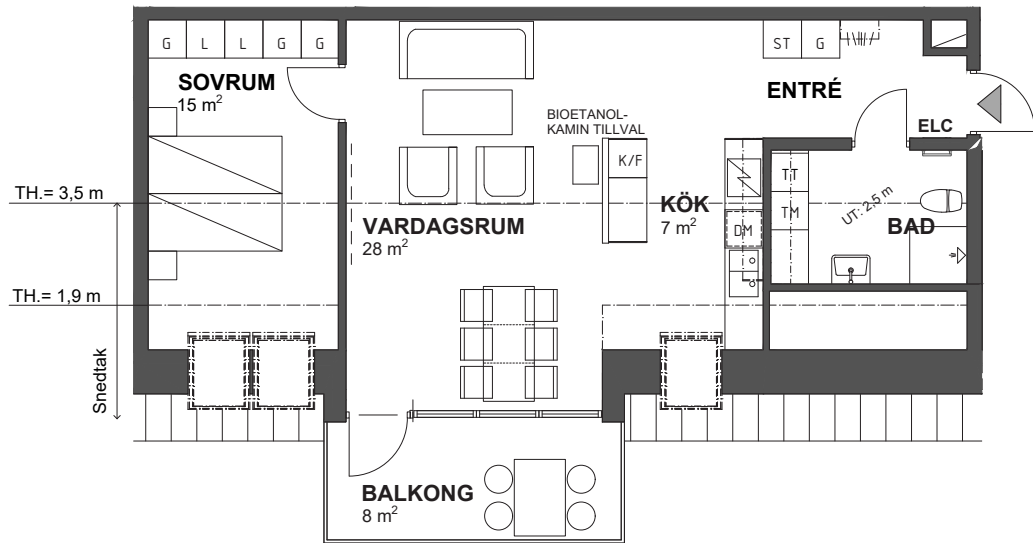 G L L G G
SOVRUM
15 m²
ST G
ENTRÉ
ELC
BIOETANOL-
KAMIN TILLVAL
K/F
TT
TM
UT: 2,5 m
BAD
TH.= 3,5 m
VARDAGSRUM
28 m²
KÖK
7 m²
DM
TH.= 1,9 m
Snedtak
BALKONG
8 m²